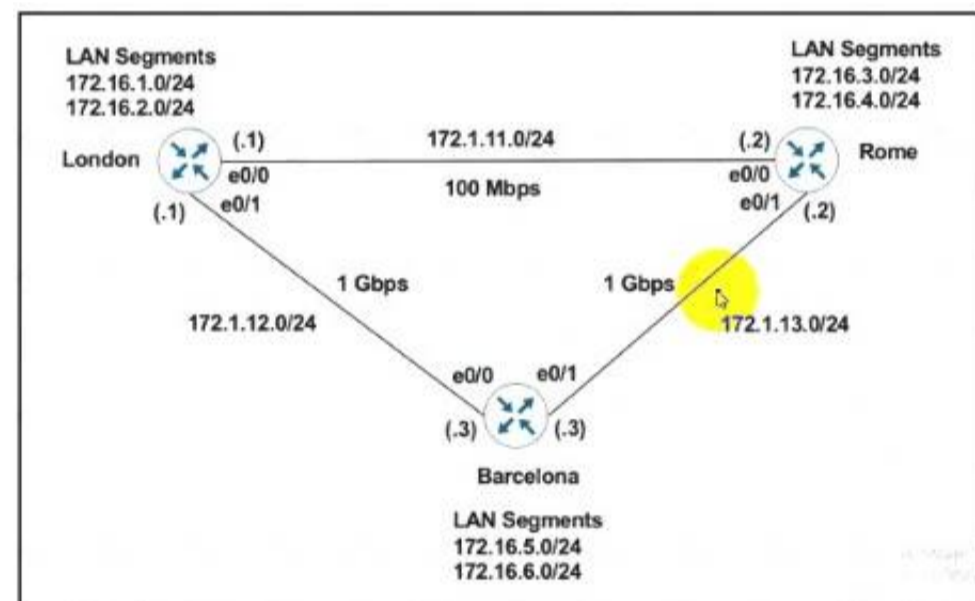 LAN Segments
172.16.1.0/24
172.16.2.0/24
LAN Segments
172.16.3.0/24
172.16.4.0/24
London
(.1)
172.1.11.0/24
(.2)
Rome
e0/0
100 Mbps
e0/0
(.1)
e0/1
e0/1
(.2)
1 Gbps
1 Gbps
172.1.12.0/24
172.1.13.0/24
e0/0
e0/1
(.3)
(.3)
Barcelona
LAN Segments
172.16.5.0/24
172.16.6.0/24